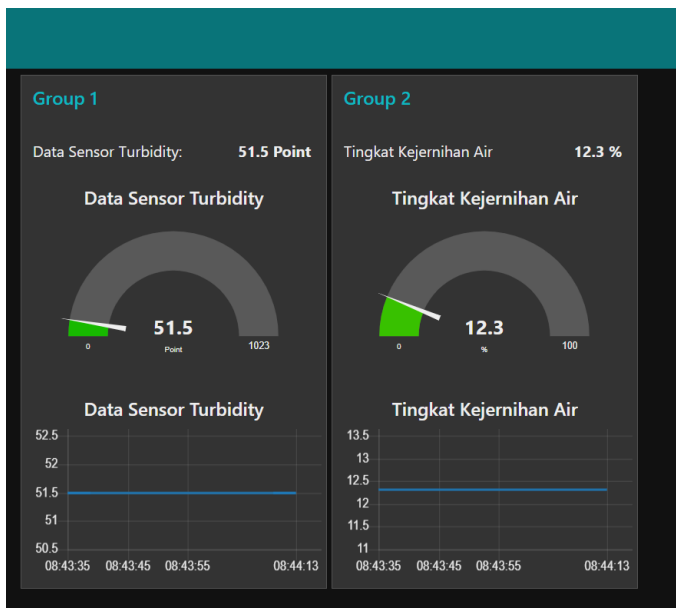 Group 1
Data Sensor Turbidity: 51.5 Point
Data Sensor Turbidity
51.5
Point
0
1023
Data Sensor Turbidity
52.5
52
51.5
51
50.5
08:43:35 08:43:45 08:43:55 08:44:13
Group 2
Tingkat Kejernihan Air 12.3 %
Tingkat Kejernihan Air
12.3
%
0
100
Tingkat Kejernihan Air
13.5
13
12.5
12
11.5
11
08:43:35 08:43:45 08:43:55 08:44:13